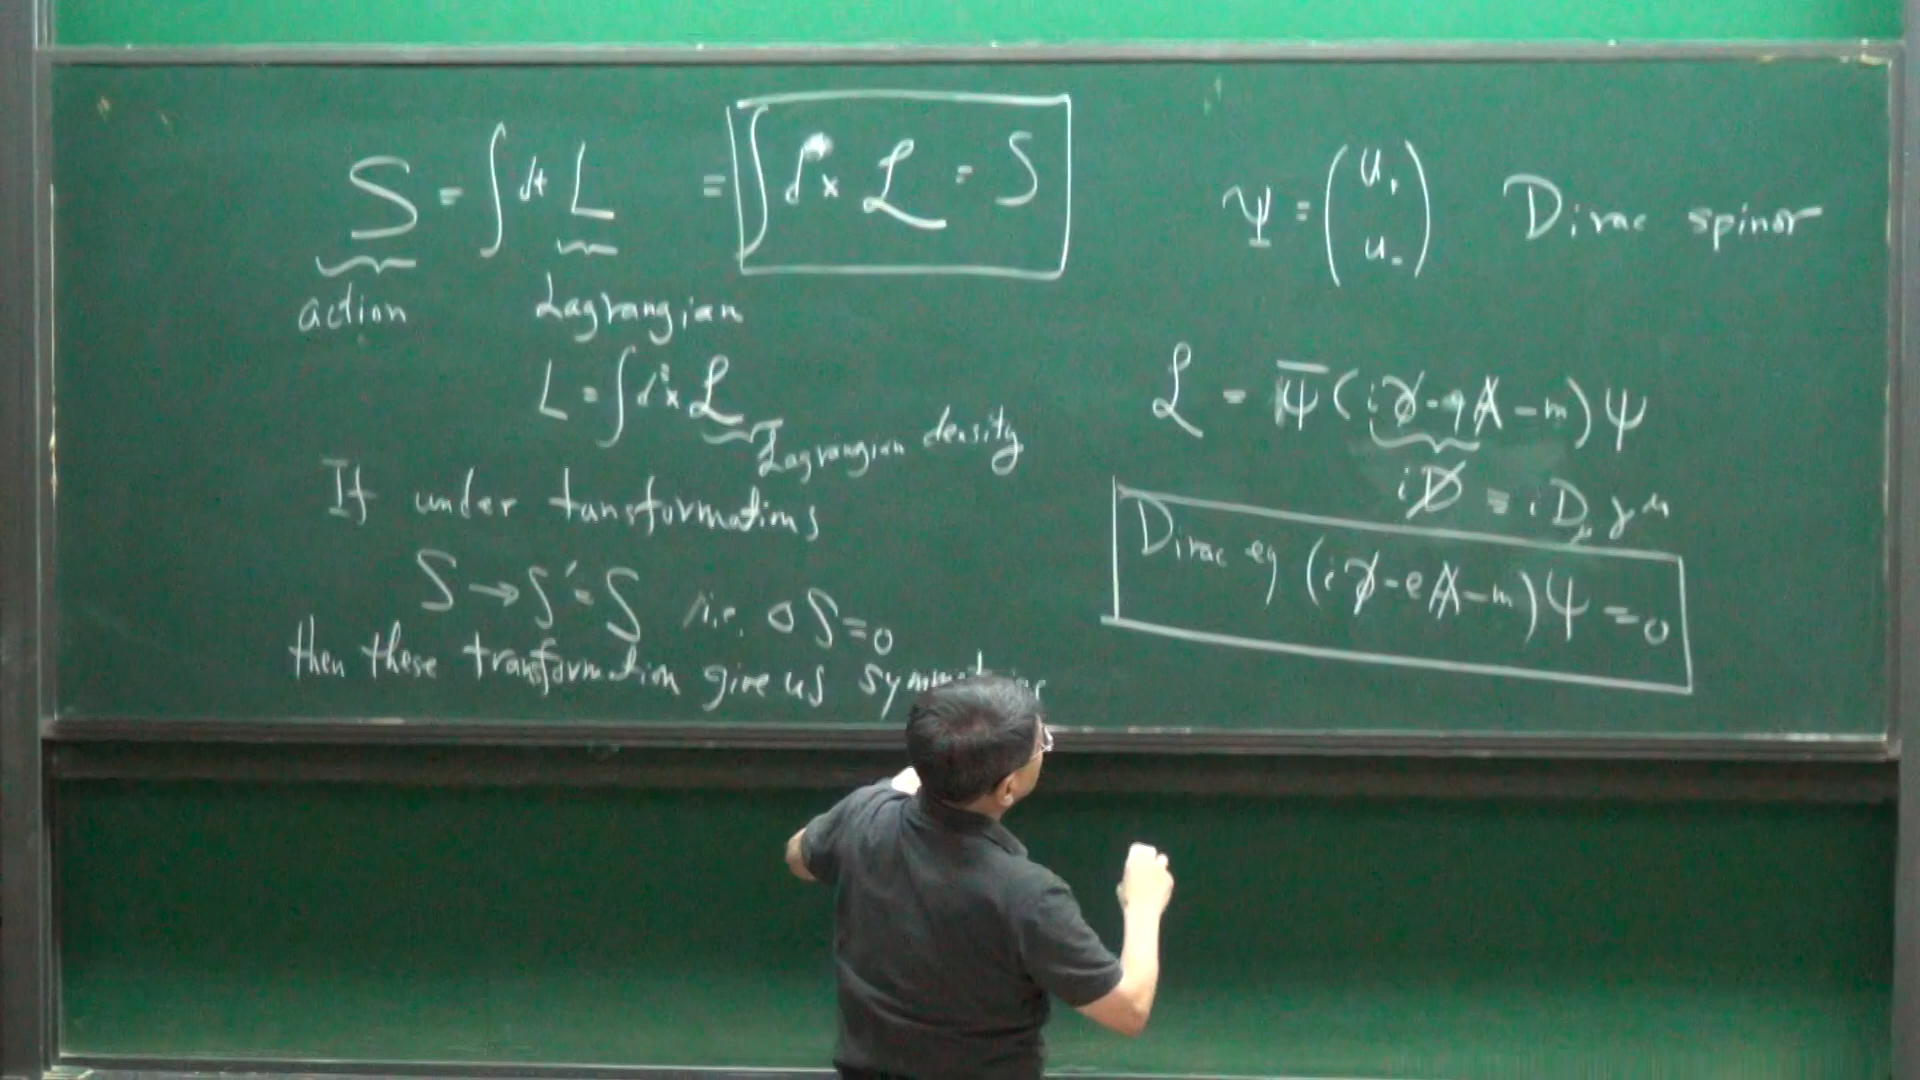 S = ∫ dt L = ∫ d⁴x ℒ = S
action Lagrangian
L = ∫ d³x ℒ
Lagrangian density
If under tansformations
S → S' = S i.e. δS = 0
then these transformation give us symmetries
Ψ = (u₊ u₋) Dirac spinor
ℒ = Ψ̄ (i∂̸ - qA̸ - m) Ψ
iD̸ ≡ iD_μ γ^μ
Dirac eq (i∂̸ - eA̸ - m) Ψ = 0